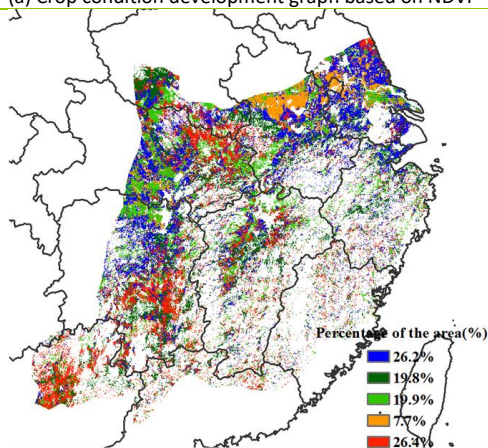 (a) Crop condition development graph based on NDVI
Percentage of the area(%)
26.2%
19.8%
19.9%
7.7%
26.4%